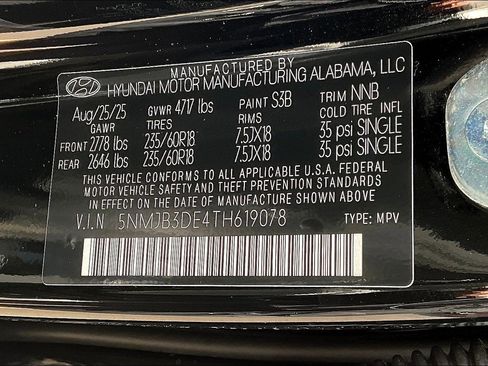 MANUFACTURED BY
HYUNDAI MOTOR MANUFACTURING ALABAMA, LLC
Aug/25/25 GVWR 4717 lbs PAINT S3B TRIM NNB
GAWR TIRES RIMS COLD TIRE INFL
FRONT 2778 lbs 235/60R18 7.5JX18 35 psi SINGLE
REAR 2646 lbs 235/60R18 7.5JX18 35 psi SINGLE
THIS VEHICLE CONFORMS TO ALL APPLICABLE U.S.A. FEDERAL
MOTOR VEHICLE SAFETY AND THEFT PREVENTION STANDARDS
IN EFFECT ON THE DATE OF MANUFACTURE SHOWN ABOVE.
V.I.N 5NMJB3DE4TH619078 TYPE: MPV